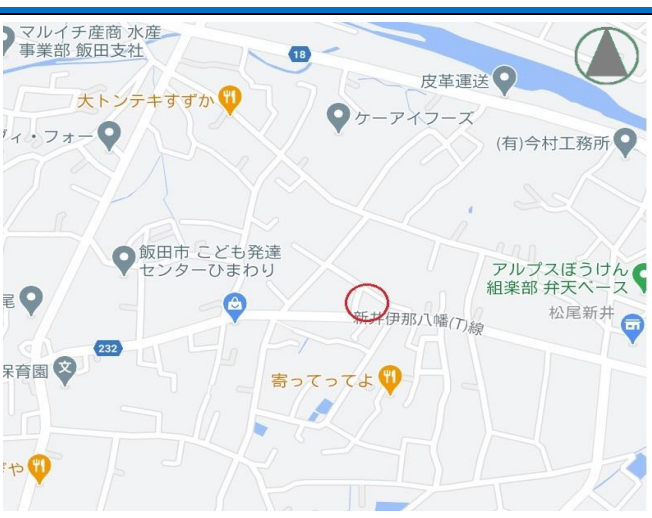 マルイチ産商 水産
事業部 飯田支社
18
皮革運送
大トンテキすずか
ケーアイフーズ
ヴィ・フォー
(有)今村工務所
飯田市 こども発達
センターひまわり
アルプスぼうけん
組楽部 弁天ベース
尾
松尾新井
新井伊那八幡(T)線
232
保育園
文
寄ってってよ
や